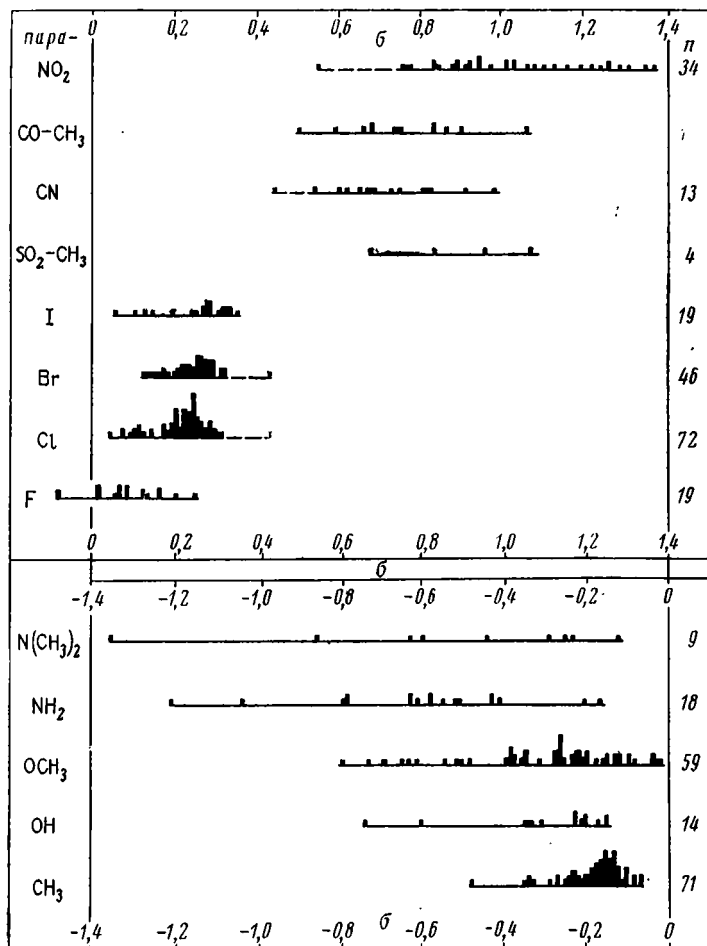 пара- 0 0,2 0,4 0,6 б 0,8 1,0 1,2 1,4 n
NO₂ 34
CO–CH₃
CN 13
SO₂–CH₃ 4
I 19
Br 46
Cl 72
F 19
0 0,2 0,4 0,6 0,8 1,0 1,2 1,4
б
-1,4 -1,2 -1,0 -0,8 -0,6 -0,4 -0,2 0
N(CH₃)₂ 9
NH₂ 18
OCH₃ 59
OH 14
CH₃ 71
-1,4 -1,2 -1,0 б -0,8 -0,6 -0,4 -0,2 0